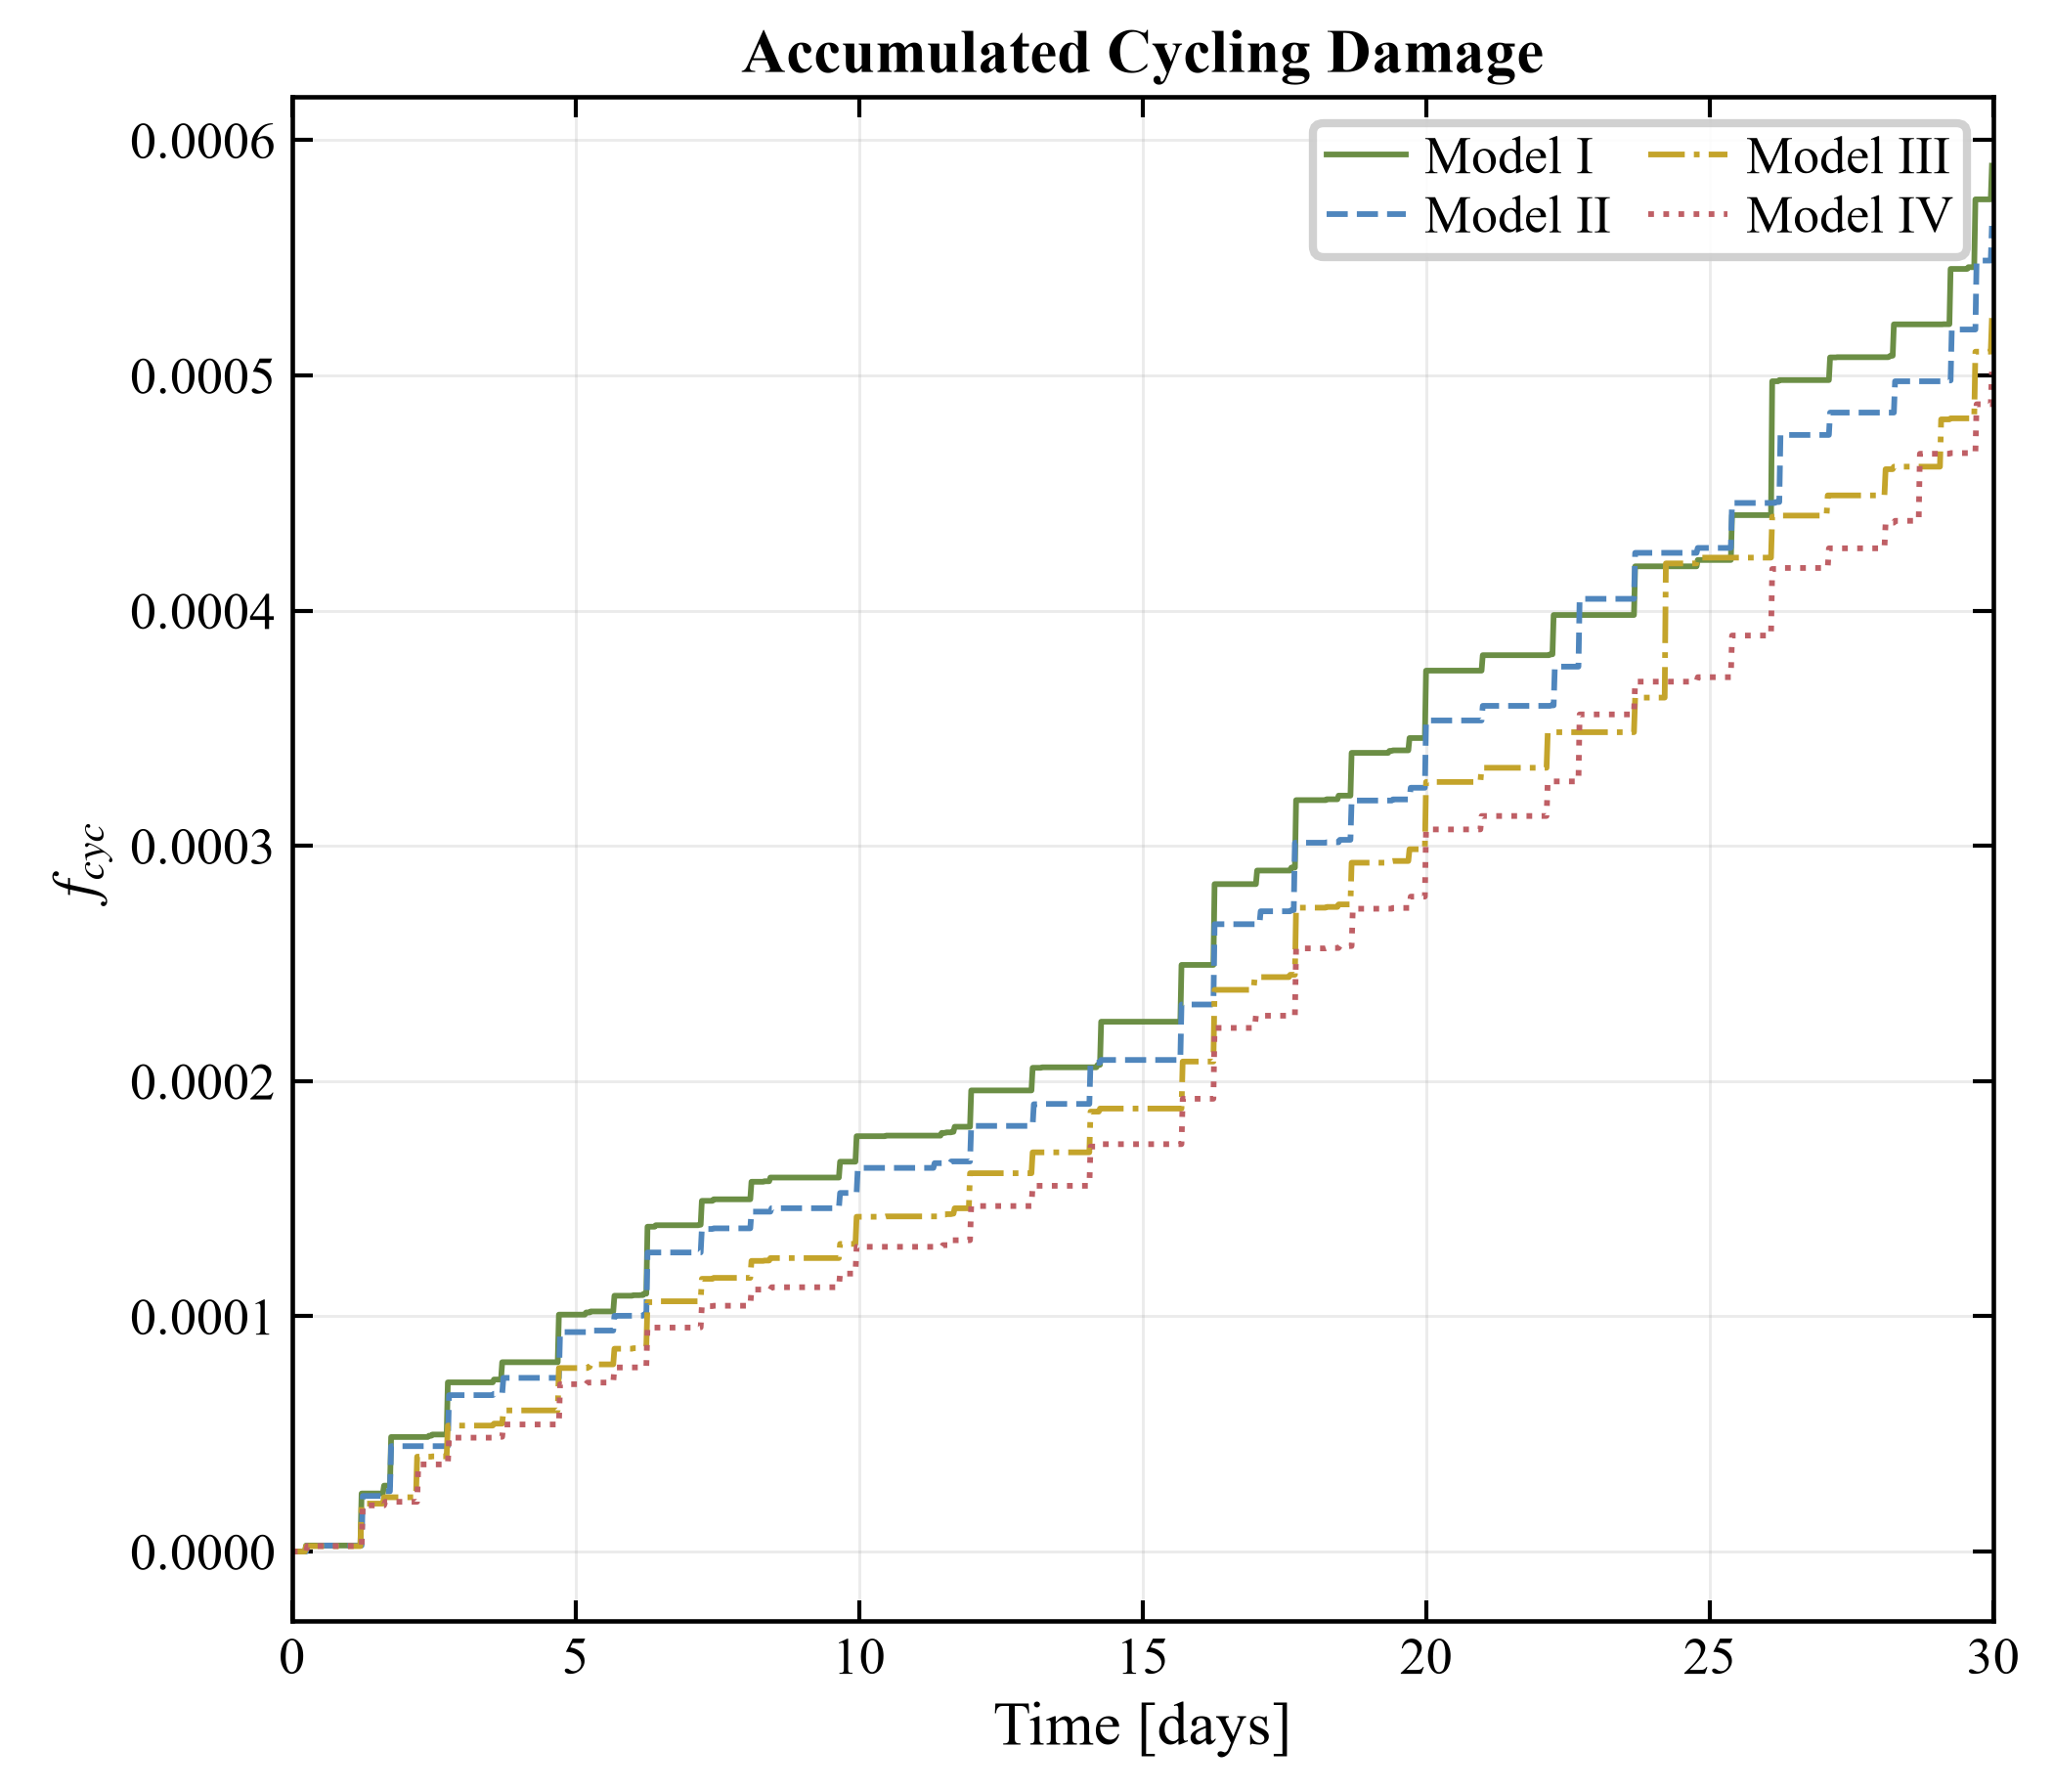 Accumulated Cycling Damage
0.0006
0.0005
0.0004
0.0003
0.0002
0.0001
0.0000
f_cyc
Model I
Model II
Model III
Model IV
0 5 10 15 20 25 30
Time [days]